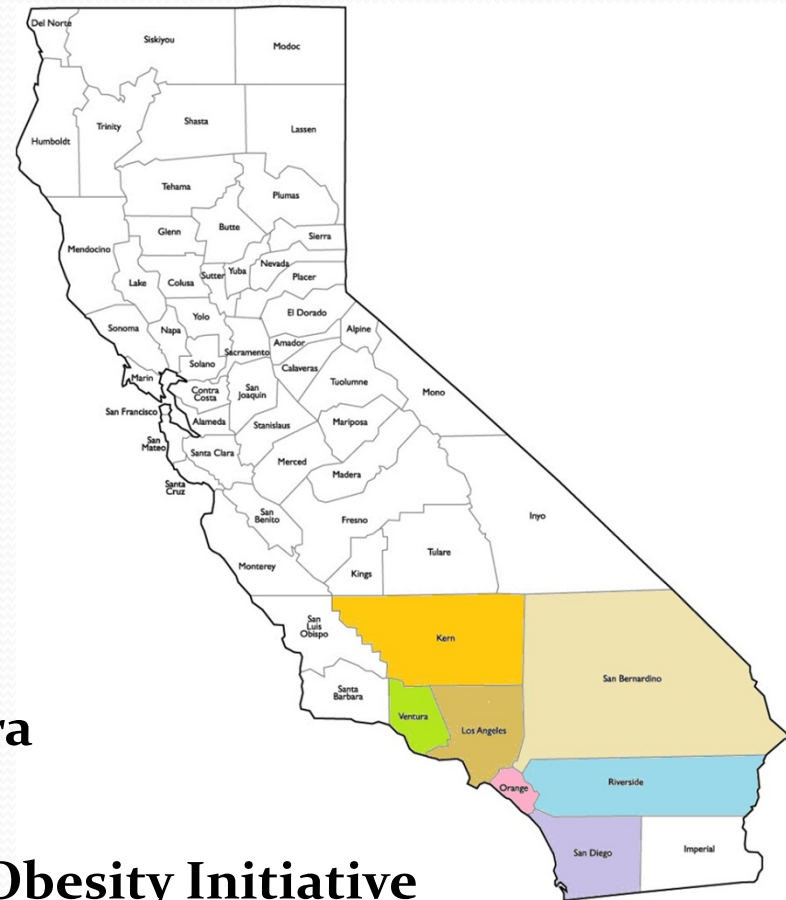 Del Norte
Siskiyou
Modoc
Humboldt
Trinity
Shasta
Lassen
Tehama
Plumas
Mendocino
Glenn
Butte
Sierra
Lake
Colusa
Sutter
Yuba
Nevada
Placer
Sonoma
Napa
Yolo
El Dorado
Alpine
Sacramento
Amador
Solano
Calaveras
Marin
Contra
Costa
San
Joaquin
Tuolumne
Mono
San Francisco
Alameda
Stanislaus
Mariposa
San
Mateo
Santa Clara
Merced
Madera
Santa
Cruz
San
Benito
Fresno
Inyo
Monterey
Kings
Tulare
San
Luis
Obispo
Kern
San Bernardino
Santa
Barbara
Ventura
Los Angeles
ra
Orange
Riverside
San Diego
Imperial
Obesity Initiative